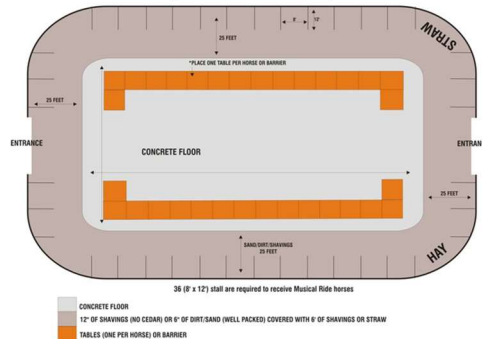 25 FEET
8'
12'
STRAW
*PLACE ONE TABLE PER HORSE OR BARRIER
25 FEET
ENTRANCE
CONCRETE FLOOR
ENTRAN
25 FEET
SAND/DIRT/SHAVINGS
25 FEET
HAY
36 (8' x 12') stall are required to receive Musical Ride horses
CONCRETE FLOOR
12" OF SHAVINGS (NO CEDAR) OR 6" OF DIRT/SAND (WELL PACKED) COVERED WITH 6' OF SHAVINGS OR STRAW
TABLES (ONE PER HORSE) OR BARRIER